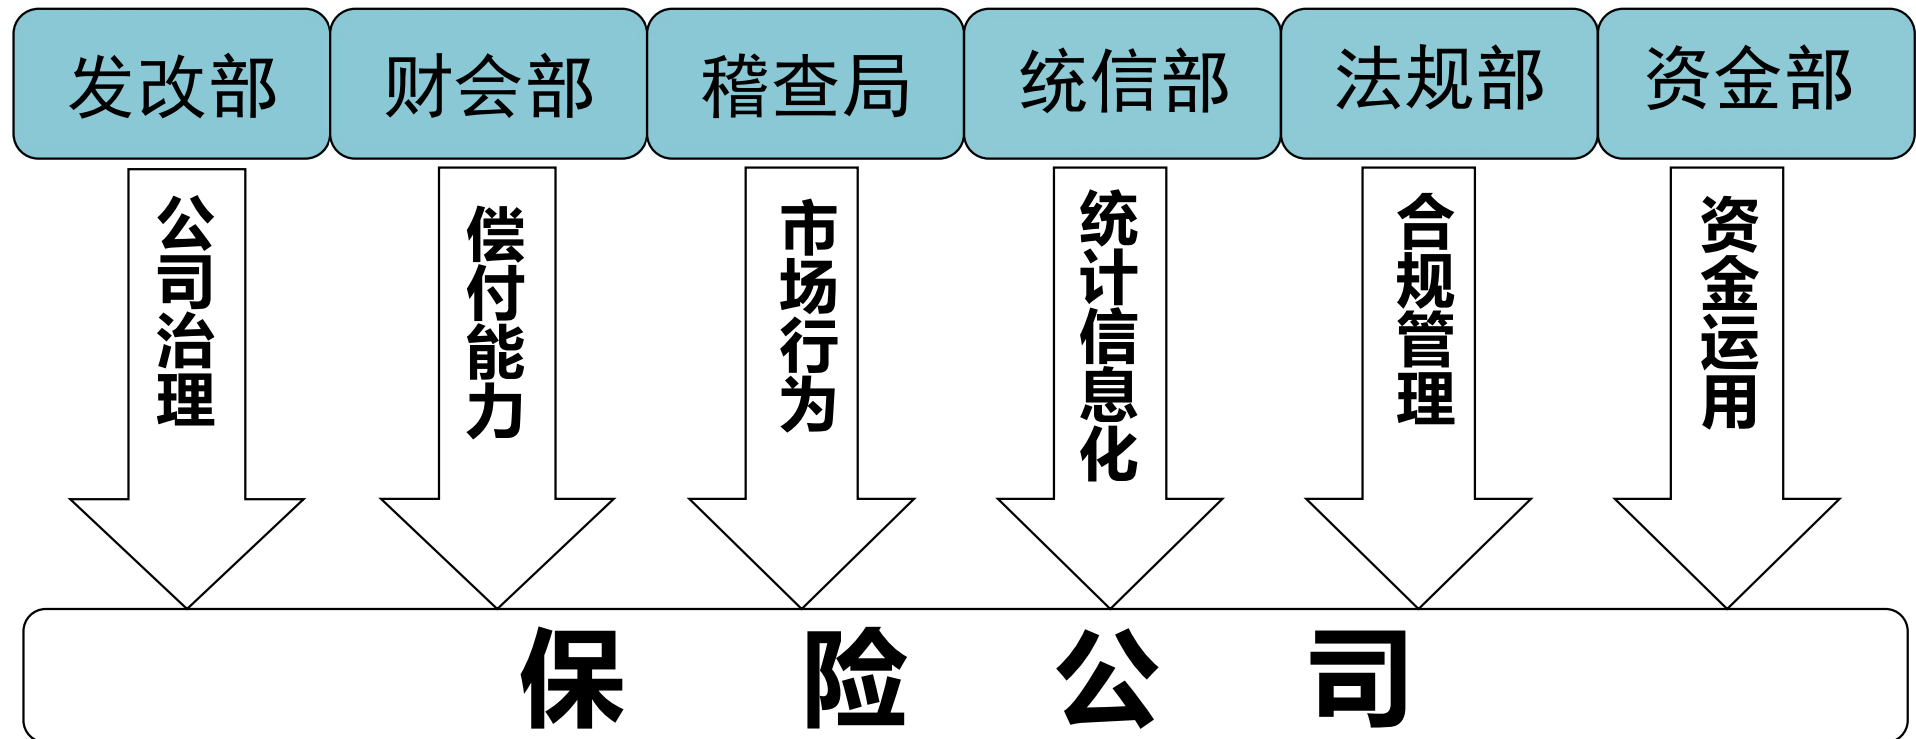 发改部
财会部
稽查局
统信部
法规部
资金部
公司治理
偿付能力
市场行为
统计信息化
合规管理
资金运用
保险公司